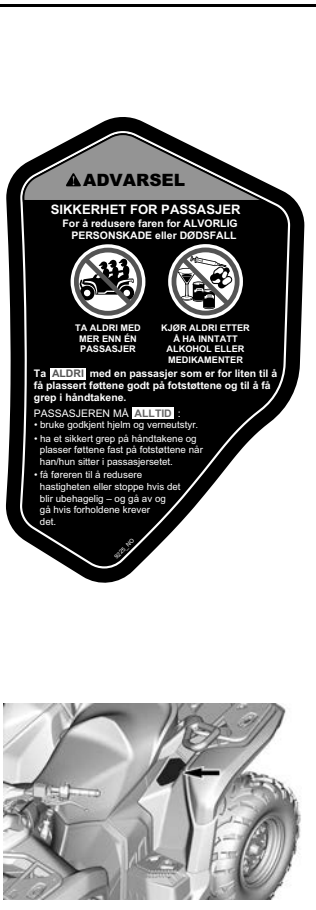 ADVARSEL
SIKKERHET FOR PASSASJER
For å redusere faren for ALVORLIG
PERSONSKADE eller DØDSFALL
TA ALDRI MED
MER ENN ÉN
PASSASJER
KJØR ALDRI ETTER
Å HA INNTATT
ALKOHOL ELLER
MEDIKAMENTER
Ta ALDRI med en passasjer som er for liten til å
få plassert føttene godt på fotstøttene og til å få
grep i håndtakene.
PASSASJEREN MÅ ALLTID :
• bruke godkjent hjelm og verneutstyr.
• ha et sikkert grep på håndtakene og
plasser føttene fast på fotstøttene når
han/hun sitter i passasjersetet.
• få føreren til å redusere
hastigheten eller stoppe hvis det
blir ubehagelig – og gå av og
gå hvis forholdene krever
det.
9225_NO